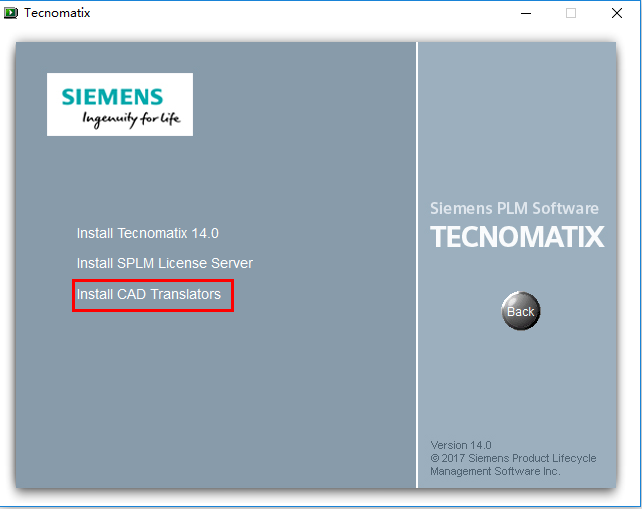 Tecnomatix
SIEMENS
Ingenuity for life
Install Tecnomatix 14.0
Install SPLM License Server
Install CAD Translators
Siemens PLM Software
TECNOMATIX
Back
Version 14.0
© 2017 Siemens Product Lifecycle
Management Software Inc.